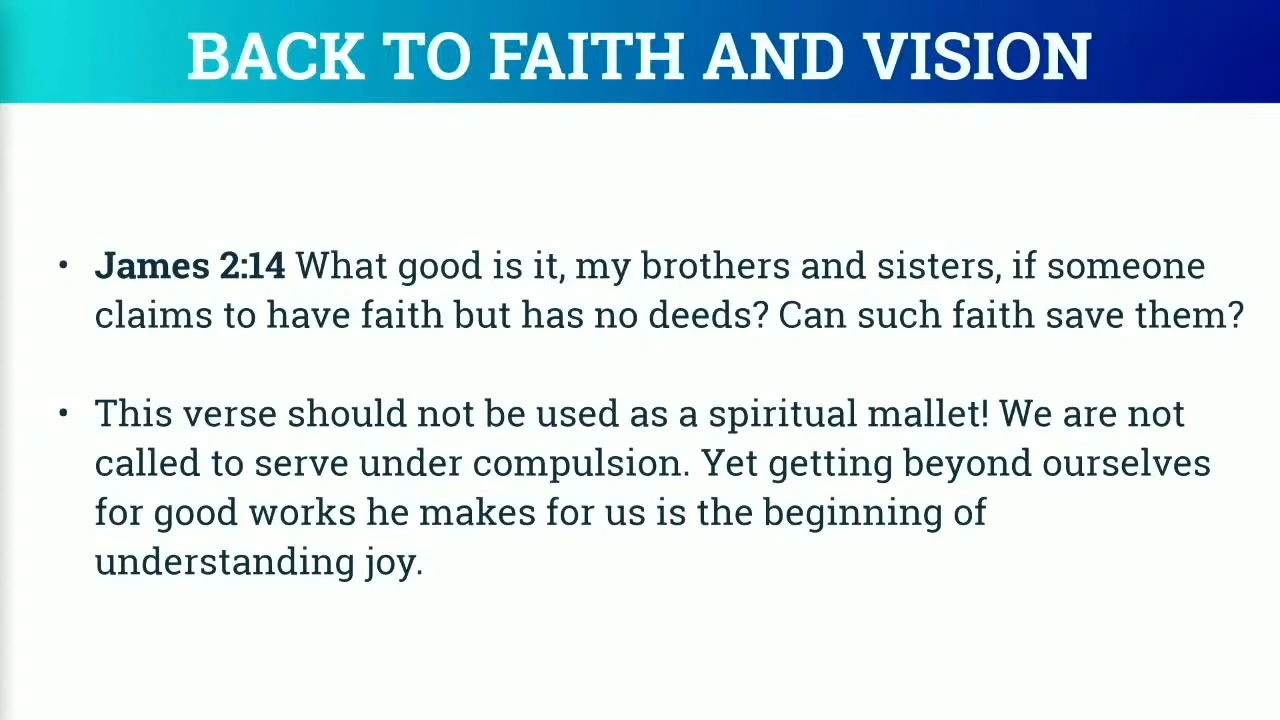 BACK TO FAITH AND VISION
• James 2:14 What good is it, my brothers and sisters, if someone
claims to have faith but has no deeds? Can such faith save them?
• This verse should not be used as a spiritual mallet! We are not
called to serve under compulsion. Yet getting beyond ourselves
for good works he makes for us is the beginning of
understanding joy.